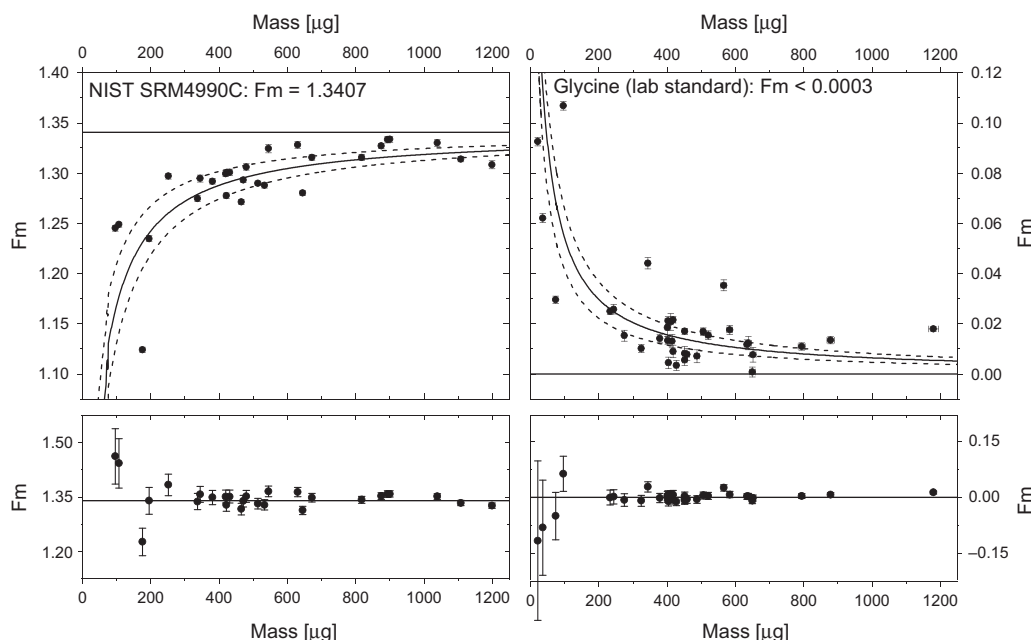 Mass [µg]
0 200 400 600 800 1000 1200
Mass [µg]
0 200 400 600 800 1000 1200
1.40
1.35
1.30
1.25
1.20
1.15
1.10
Fm
NIST SRM4990C: Fm = 1.3407
Glycine (lab standard): Fm < 0.0003
0.12
0.10
0.08
0.06
0.04
0.02
0.00
Fm
1.50
1.35
1.20
Fm
0.15
0.00
–0.15
Fm
0 200 400 600 800 1000 1200
Mass [µg]
0 200 400 600 800 1000 1200
Mass [µg]